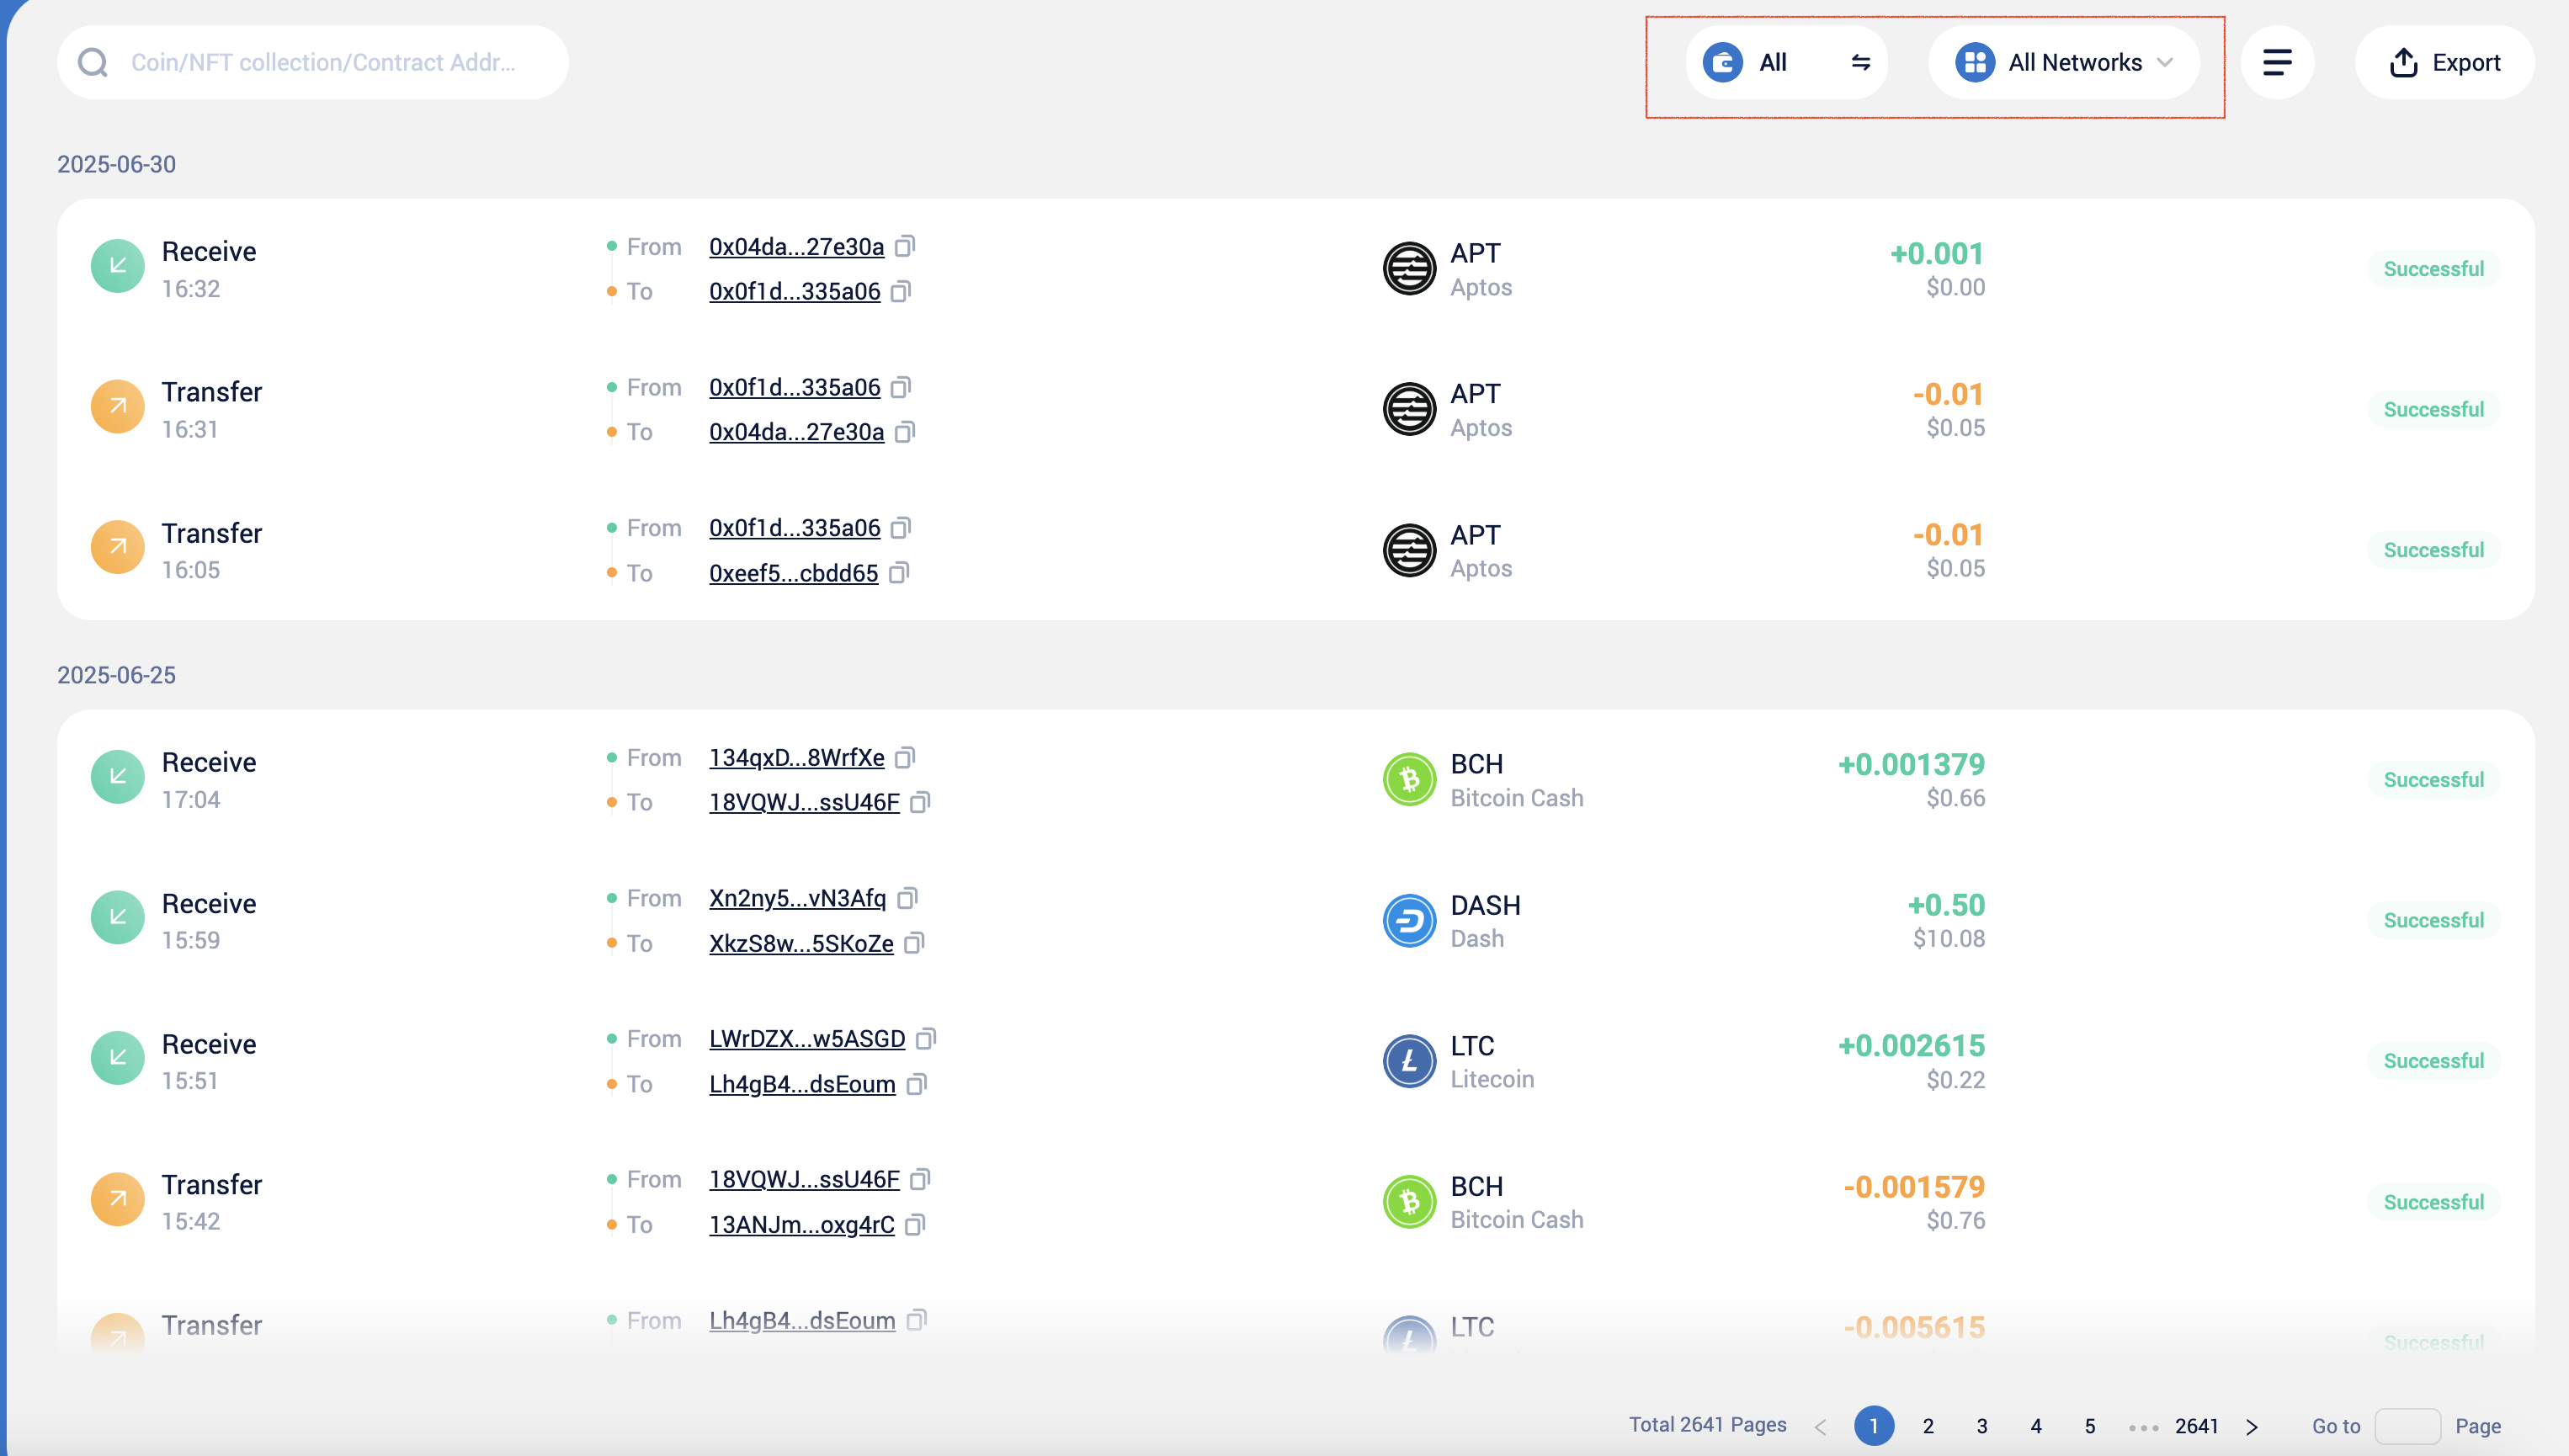 Coin/NFT collection/Contract Addr...
All
All Networks
Export
2025-06-30
Receive
16:32
From 0x04da...27e30a
To 0x0f1d...335a06
APT
Aptos
+0.001
$0.00
Successful
Transfer
16:31
From 0x0f1d...335a06
To 0x04da...27e30a
APT
Aptos
-0.01
$0.05
Successful
Transfer
16:05
From 0x0f1d...335a06
To 0xeef5...cbdd65
APT
Aptos
-0.01
$0.05
Successful
2025-06-25
Receive
17:04
From 134qxD...8WrfXe
To 18VQWJ...ssU46F
BCH
Bitcoin Cash
+0.001379
$0.66
Successful
Receive
15:59
From Xn2ny5...vN3Afq
To XkzS8w...5SKoZe
DASH
Dash
+0.50
$10.08
Successful
Receive
15:51
From LWrDZX...w5ASGD
To Lh4gB4...dsEoum
LTC
Litecoin
+0.002615
$0.22
Successful
Transfer
15:42
From 18VQWJ...ssU46F
To 13ANJm...oxg4rC
BCH
Bitcoin Cash
-0.001579
$0.76
Successful
Transfer
From Lh4gB4...dsEoum
LTC
-0.005615
Successful
Total 2641 Pages < 1 2 3 4 5 ••• 2641 > Go to Page